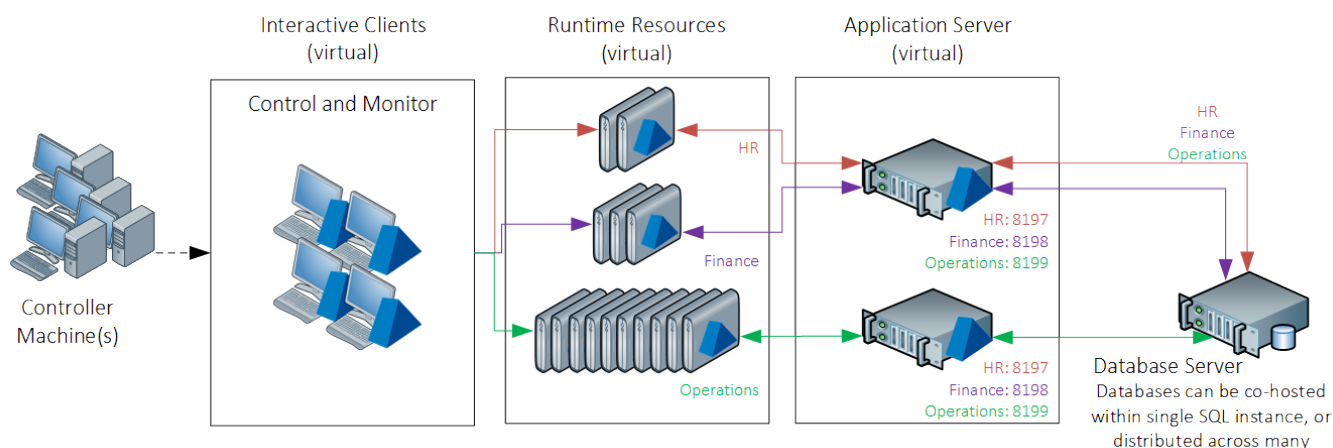 Interactive Clients
(virtual)
Runtime Resources
(virtual)
Application Server
(virtual)
Control and Monitor
HR
Finance
Operations
HR
Finance
Operations
HR: 8197
Finance: 8198
Operations: 8199
Controller
Machine(s)
HR: 8197
Finance: 8198
Operations: 8199
Database Server
Databases can be co-hosted
within single SQL instance, or
distributed across many